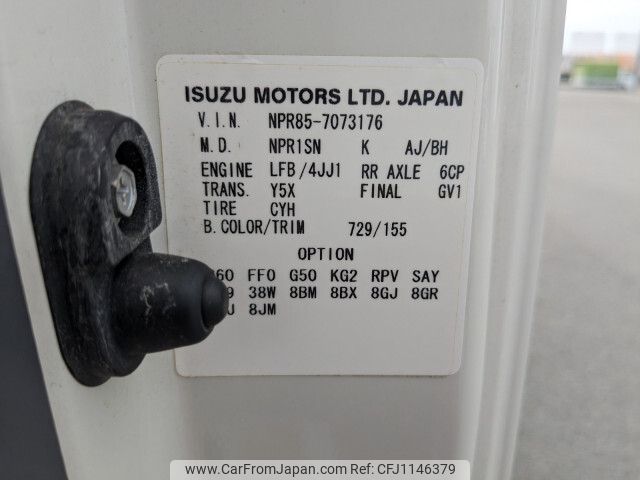 ISUZU MOTORS LTD. JAPAN
V.I.N. NPR85-7073176
M.D. NPR1SN K AJ/BH
ENGINE LFB/4JJ1 RR AXLE 6CP
TRANS. Y5X FINAL GV1
TIRE CYH
B.COLOR/TRIM 729/155
OPTION
FF0 G50 KG2 RPV SAY
38W 8BM 8BX 8GJ 8GR
8JM
www.CarFromJapan.com - Ref No: CFJ1146379